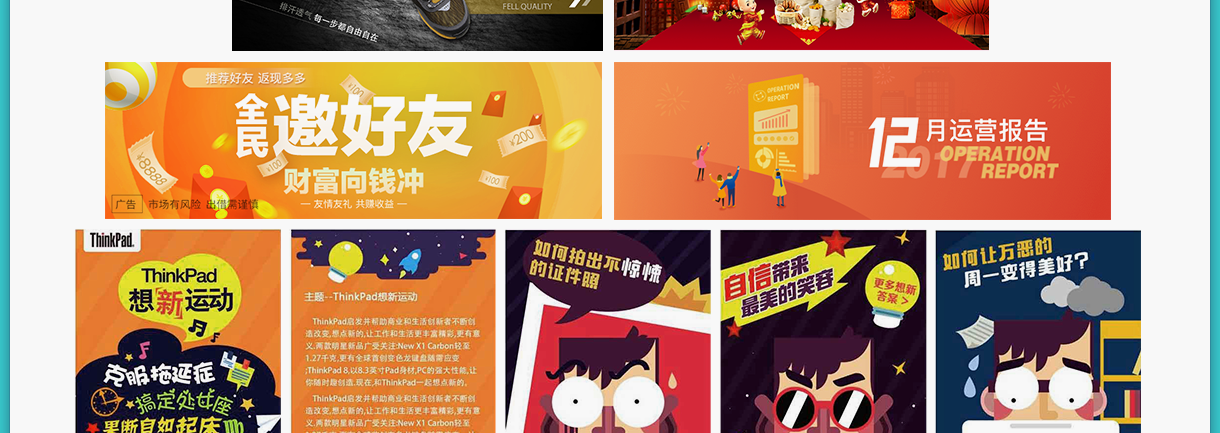 排汗透气 每一步都自由自在
FELL QUALITY
推荐好友 返现多多
全民邀好友
财富向钱冲
— 友情友礼 共赚收益 —
广告 市场有风险 出借需谨慎
¥8888
¥100
¥100
¥200
¥100
OPERATION
REPORT
12月运营报告
2017
OPERATION
REPORT
ThinkPad
ThinkPad
想「新」运动
克服拖延症
搞定处女座
果断自如起床
主题--ThinkPad想新运动
ThinkPad启发并帮助商业和生活创新者不断创
造改变,想点新的,让工作和生活更丰富精彩,更有意
义.两款明星新品广受关注:New X1 Carbon轻至
1.27千克,更有全球首创变色龙键盘随需应变
;ThinkPad 8,以8.3英寸Pad身材,PC的强大性能,让
你随时趣创造.现在,和ThinkPad一起想点新的。
ThinkPad启发并帮助商业和生活创新者不断创
造改变,想点新的,让工作和生活更丰富精彩,更有意
义.两款明星新品广受关注:New X1 Carbon轻至
如何拍出不惊悚
的证件照
自信带来
最美的笑容
更多想新
答案 >
如何让万恶的
周一变得美好?